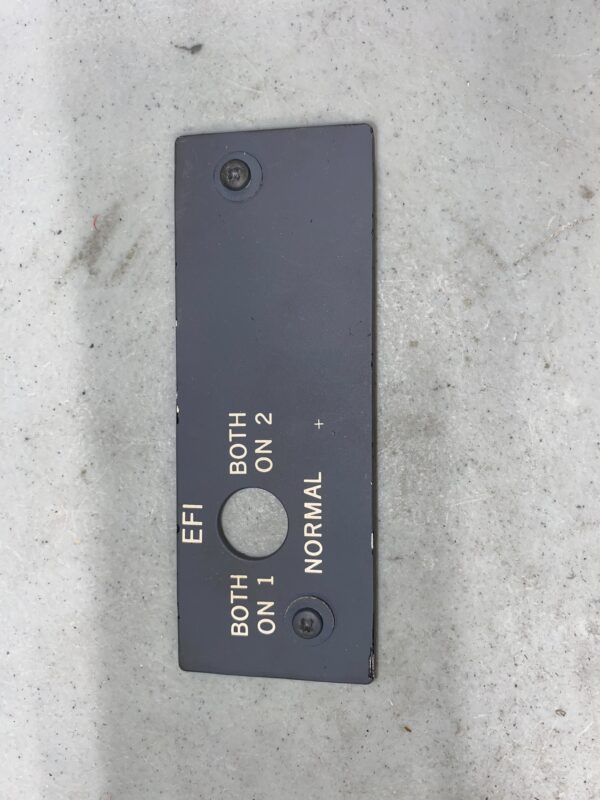 EFI
BOTH
ON 1
BOTH
ON 2
NORMAL
+